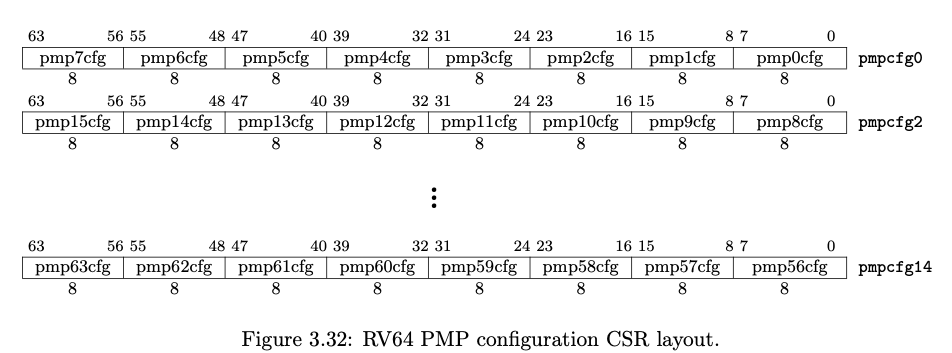 63 56 55 48 47 40 39 32 31 24 23 16 15 8 7 0
pmp7cfg pmp6cfg pmp5cfg pmp4cfg pmp3cfg pmp2cfg pmp1cfg pmp0cfg pmpcfg0
8 8 8 8 8 8 8 8
63 56 55 48 47 40 39 32 31 24 23 16 15 8 7 0
pmp15cfg pmp14cfg pmp13cfg pmp12cfg pmp11cfg pmp10cfg pmp9cfg pmp8cfg pmpcfg2
8 8 8 8 8 8 8 8
⋮
63 56 55 48 47 40 39 32 31 24 23 16 15 8 7 0
pmp63cfg pmp62cfg pmp61cfg pmp60cfg pmp59cfg pmp58cfg pmp57cfg pmp56cfg pmpcfg14
8 8 8 8 8 8 8 8
Figure 3.32: RV64 PMP configuration CSR layout.